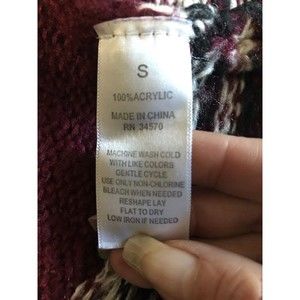 S
100%ACRYLIC
MADE IN CHINA
RN 34570
MACHINE WASH COLD
WITH LIKE COLORS
GENTLE CYCLE
USE ONLY NON-CHLORINE
BLEACH WHEN NEEDED
RESHAPE LAY
FLAT TO DRY
LOW IRON IF NEEDED